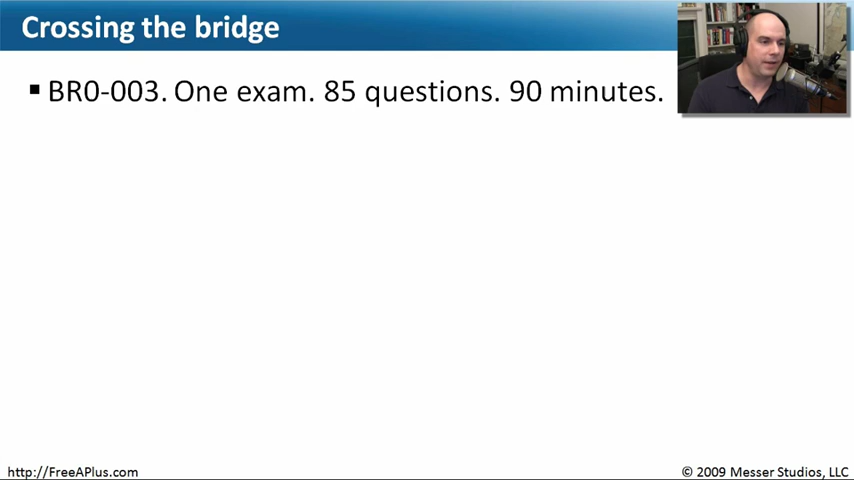 Crossing the bridge
▪ BR0-003. One exam. 85 questions. 90 minutes.
http://FreeAPlus.com
© 2009 Messer Studios, LLC